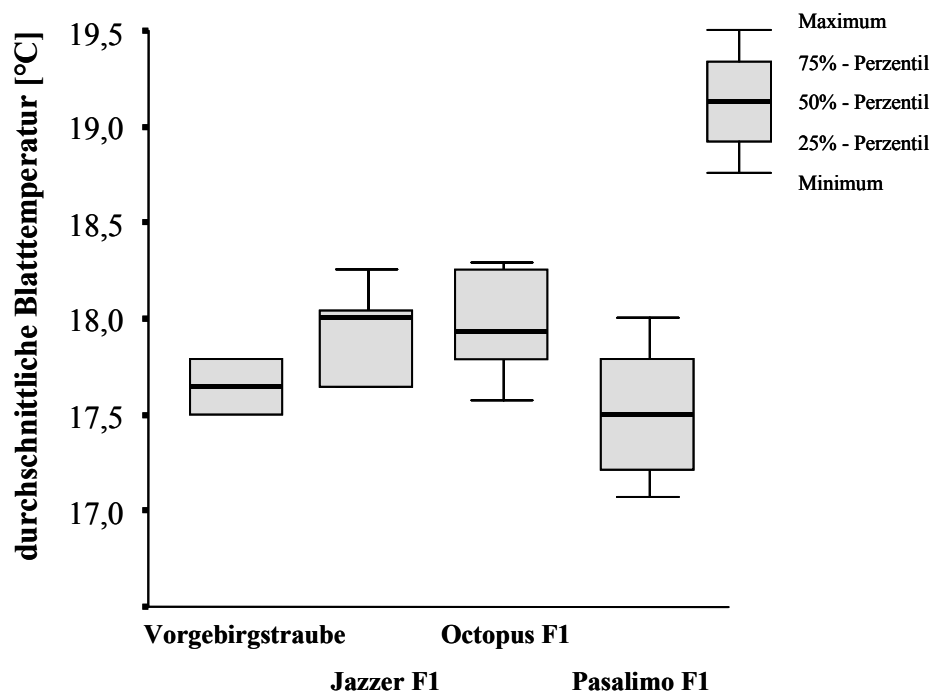 durchschnittliche Blatttemperatur [°C]
19,5
19,0
18,5
18,0
17,5
17,0
Maximum
75% - Perzentil
50% - Perzentil
25% - Perzentil
Minimum
Vorgebirgstraube
Octopus F1
Jazzer F1
Pasalimo F1